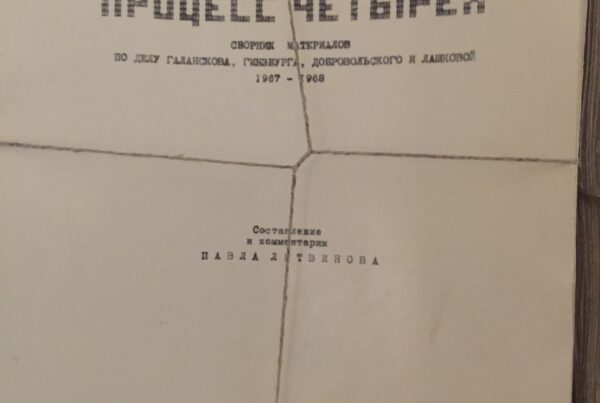 ПРОЦЕСС ЧЕТЫРЕХ
СБОРНИК МАТЕРИАЛОВ
ПО ДЕЛУ ГАЛАНСКОВА, ГИНЗБУРГА, ДОБРОВОЛЬСКОГО И ЛАШКОВОЙ
1967 - 1968
Составление
и комментарии
ПАВЛА ЛИТВИНОВА